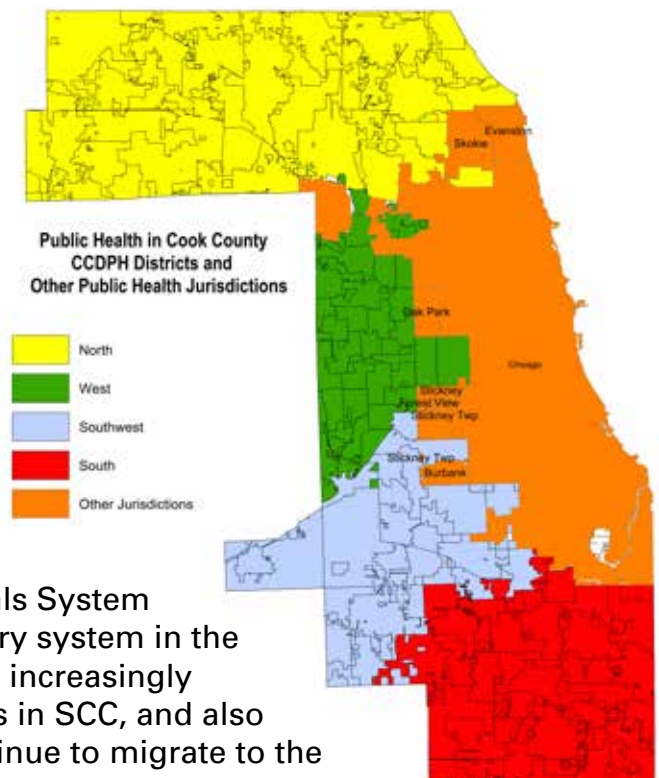 Evanston
Skokie
Public Health in Cook County
CCDPH Districts and
Other Public Health Jurisdictions
North
West
Southwest
South
Other Jurisdictions
Oak Park
Chicago
Stickney
Forest View
Stickney Twp
Stickney Twp
Burbank
als System
ry system in the
increasingly
s in SCC, and also
tinue to migrate to the